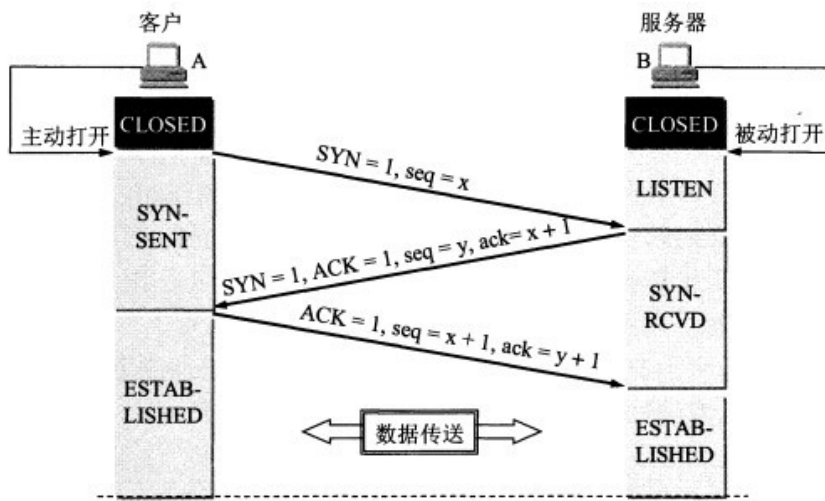 客户
服务器
A
B
CLOSED
CLOSED
主动打开
被动打开
SYN = 1, seq = x
LISTEN
SYN-
SENT
SYN = 1, ACK = 1, seq = y, ack= x + 1
SYN-
RCVD
ACK = 1, seq = x + 1, ack = y + 1
ESTAB-
LISHED
数据传送
ESTAB-
LISHED